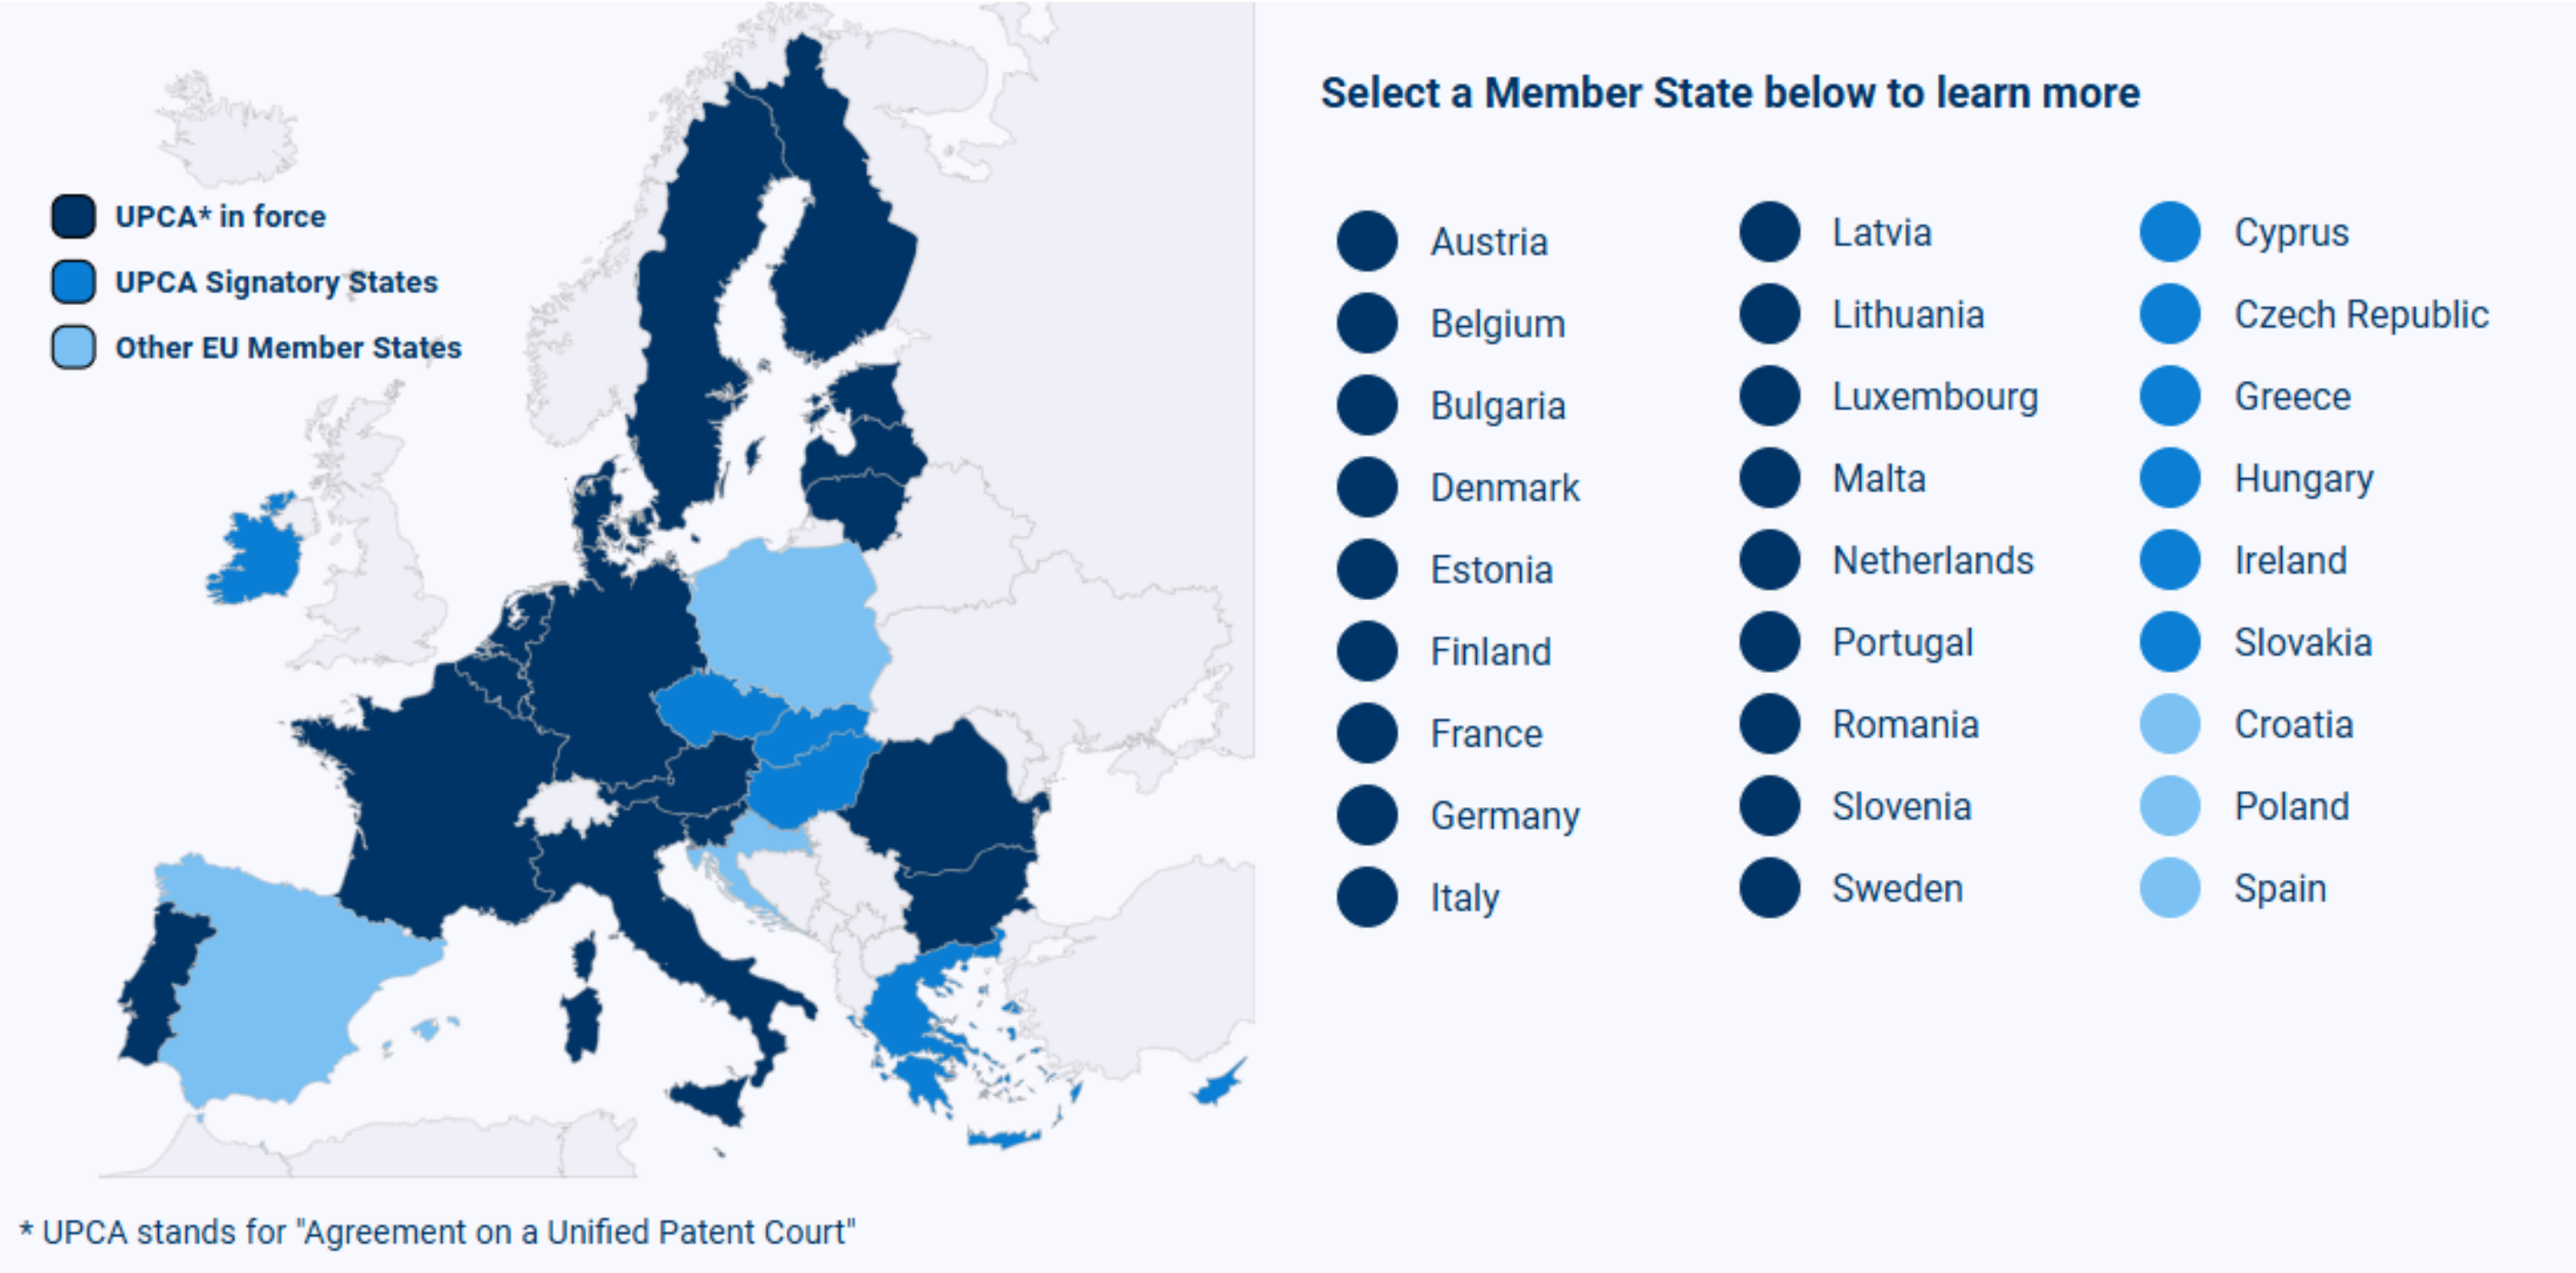 UPCA* in force
UPCA Signatory States
Other EU Member States
Select a Member State below to learn more
Austria
Belgium
Bulgaria
Denmark
Estonia
Finland
France
Germany
Italy
Latvia
Lithuania
Luxembourg
Malta
Netherlands
Portugal
Romania
Slovenia
Sweden
Cyprus
Czech Republic
Greece
Hungary
Ireland
Slovakia
Croatia
Poland
Spain
* UPCA stands for "Agreement on a Unified Patent Court"